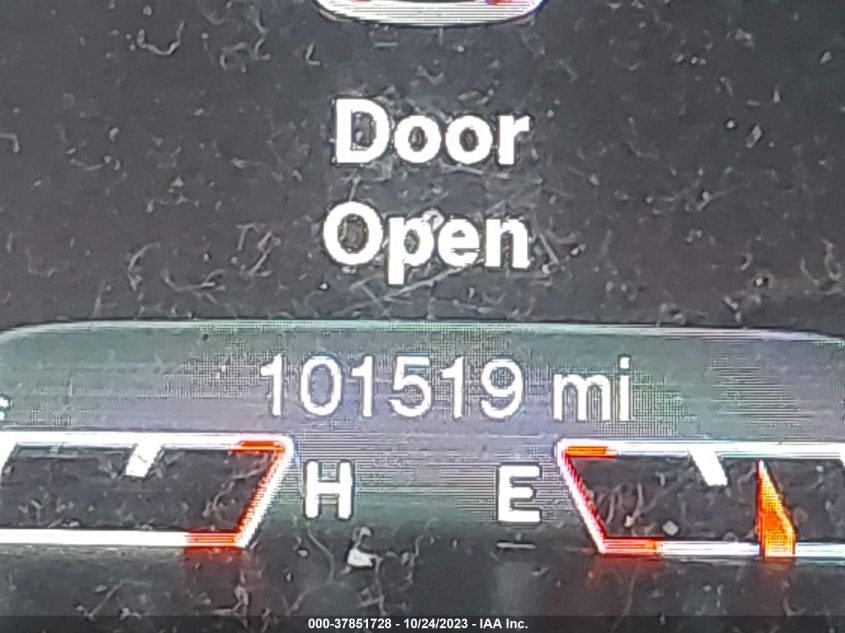 Door
Open
101519 mi
H E
000-37851728 - 10/24/2023 - IAA Inc.